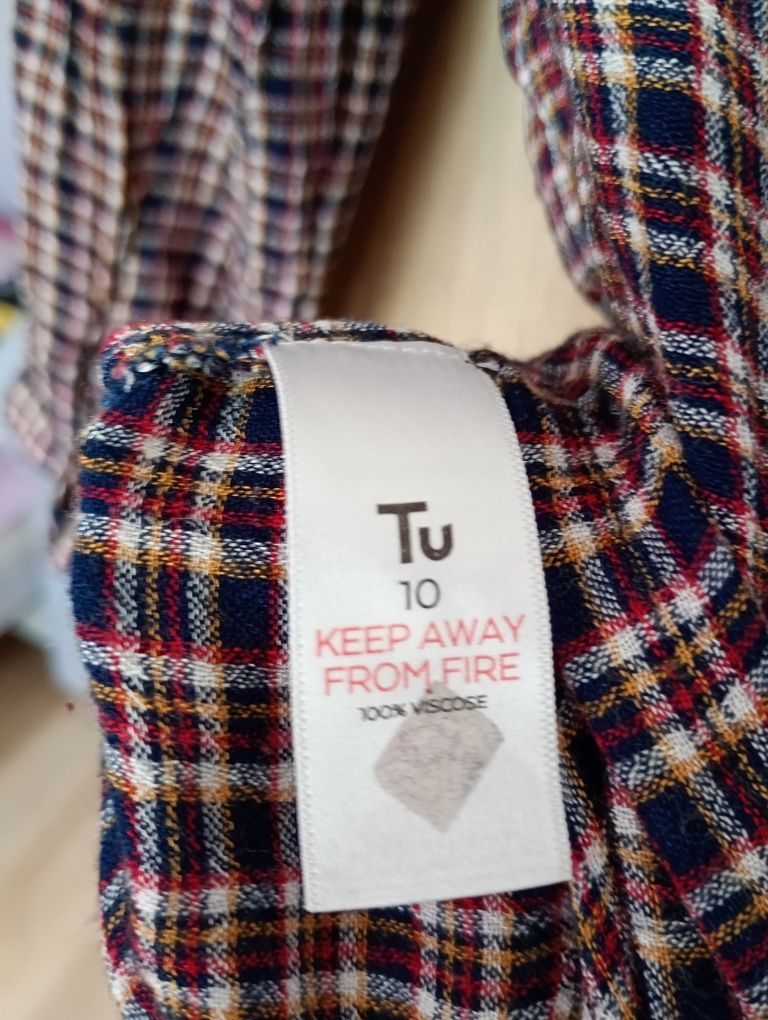 Tu
10
KEEP AWAY
FROM FIRE
100% VISCOSE